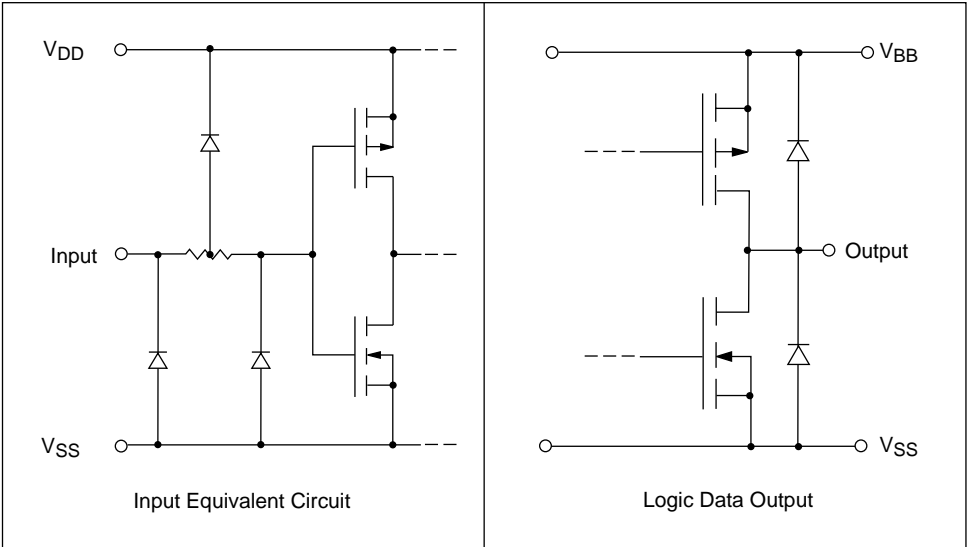 VDD
Input
VSS
Input Equivalent Circuit
VBB
Output
VSS
Logic Data Output